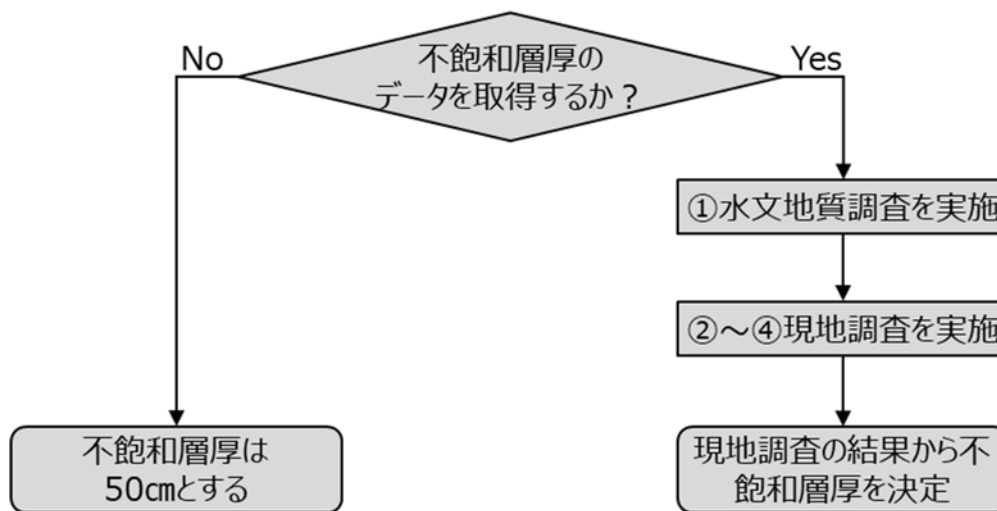 不飽和層厚の
データを取得するか？
No
Yes
①水文地質調査を実施
②～④現地調査を実施
不飽和層厚は
50㎝とする
現地調査の結果から不
飽和層厚を決定